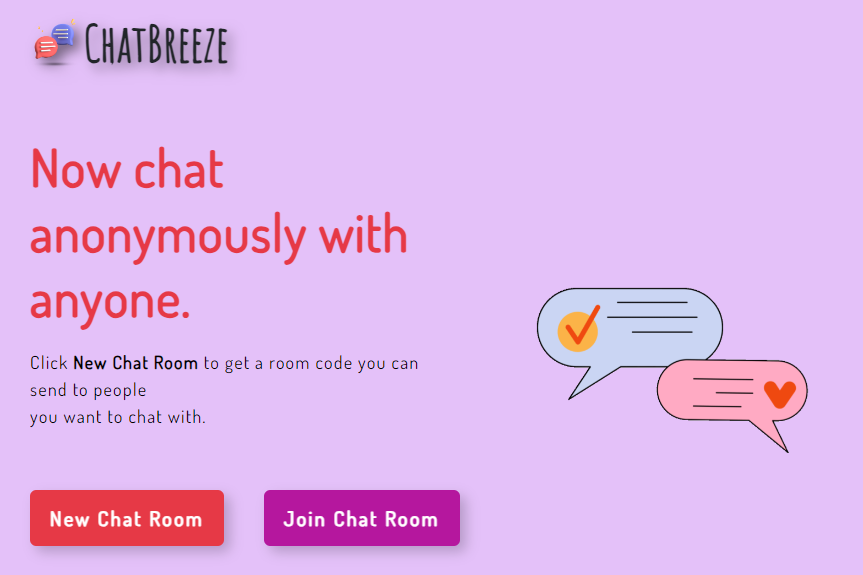 ChatBreeze
Now chat
anonymously with
anyone.
Click New Chat Room to get a room code you can
send to people
you want to chat with.
New Chat Room
Join Chat Room